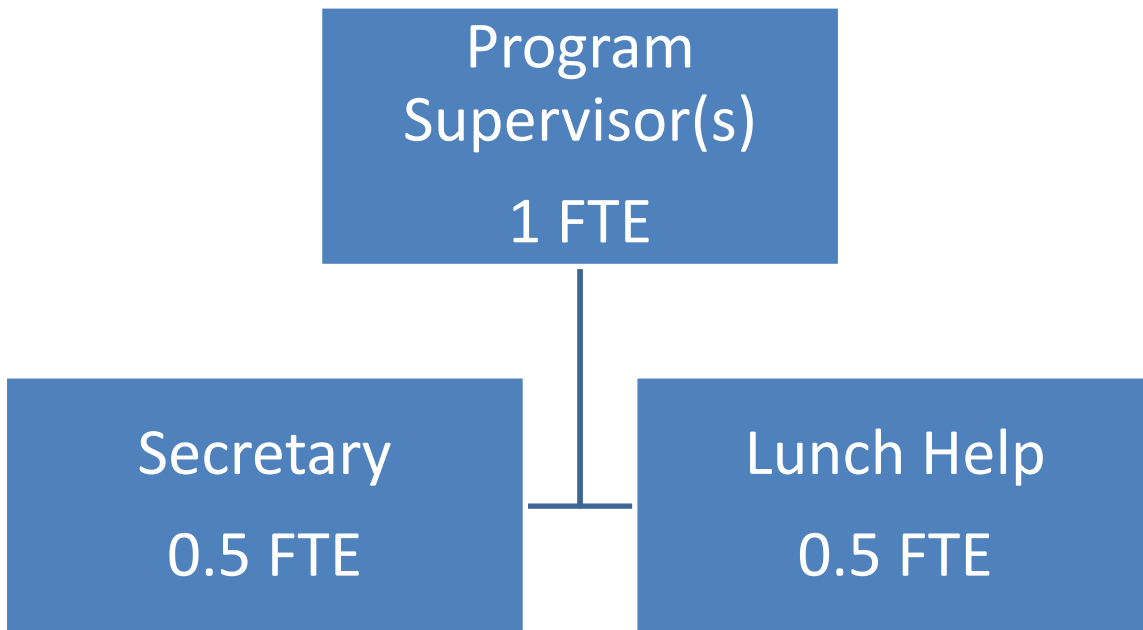 Program
Supervisor(s)
1 FTE
Secretary
0.5 FTE
Lunch Help
0.5 FTE